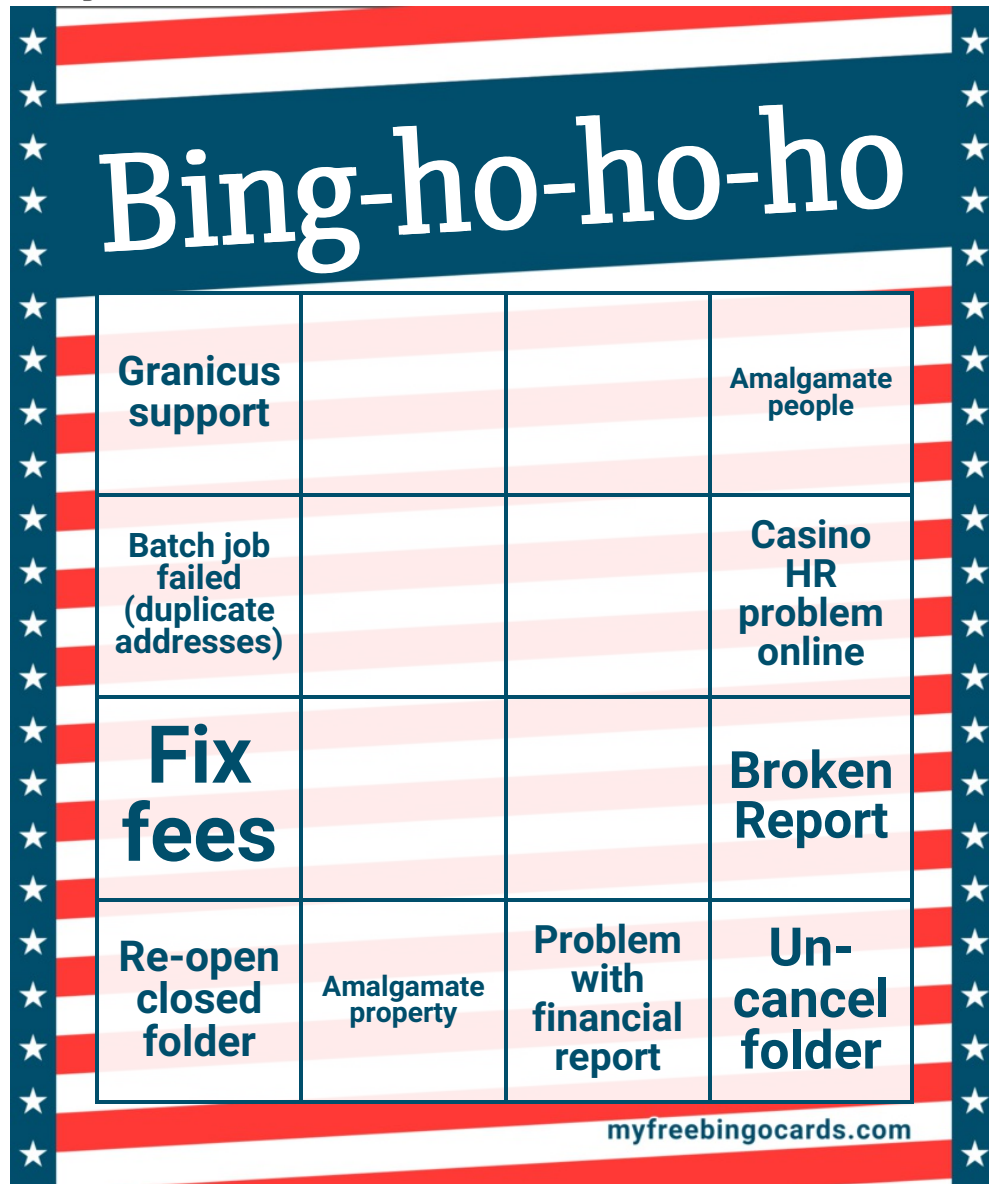 Bing-ho-ho-ho
Granicus
support
Amalgamate
people
Batch job
failed
(duplicate
addresses)
Casino
HR
problem
online
Fix
fees
Broken
Report
Re-open
closed
folder
Amalgamate
property
Problem
with
financial
report
Un-
cancel
folder
myfreebingocards.com